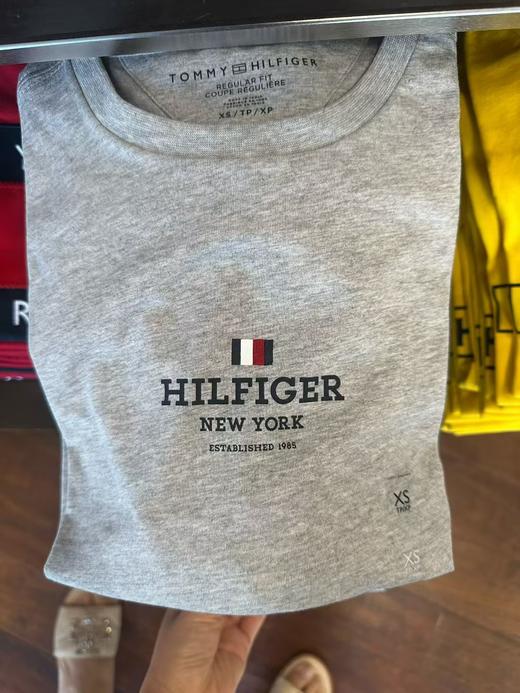 TOMMY HILFIGER
REGULAR FIT
COUPE RÉGULIÈRE
XS / TP / XP
HILFIGER
NEW YORK
ESTABLISHED 1985
XS
TP/XP
XS
R